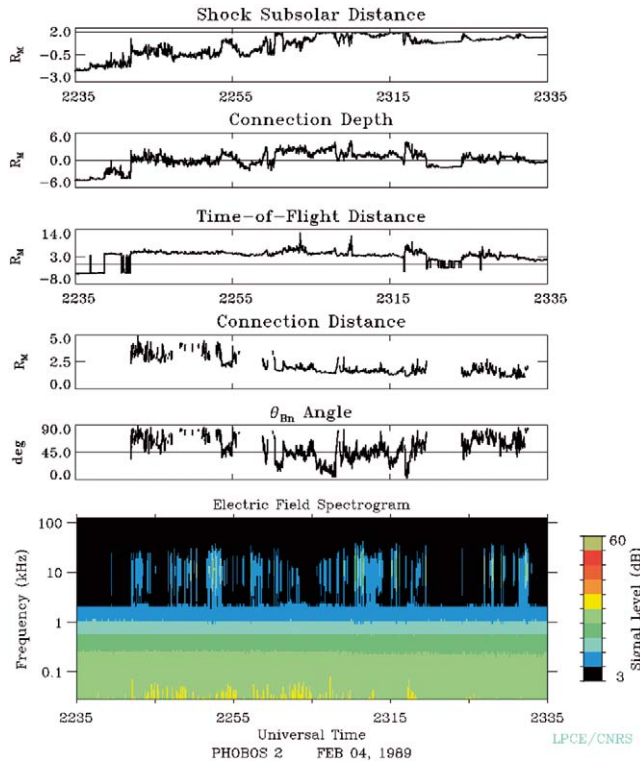 Shock Subsolar Distance
R_M
2.0
-0.5
-3.0
2235 2255 2315 2335
Connection Depth
R_M
6.0
0.0
-6.0
Time-of-Flight Distance
R_M
14.0
3.0
-8.0
2235 2255 2315 2335
Connection Distance
R_M
5.0
2.5
0.0
θ_Bn Angle
deg
90.0
45.0
0.0
Electric Field Spectrogram
Frequency (kHz)
100
10
1
0.1
60
3
Signal Level (dB)
2235 2255 2315 2335
Universal Time
PHOBOS 2 FEB 04, 1989
LPCE/CNRS